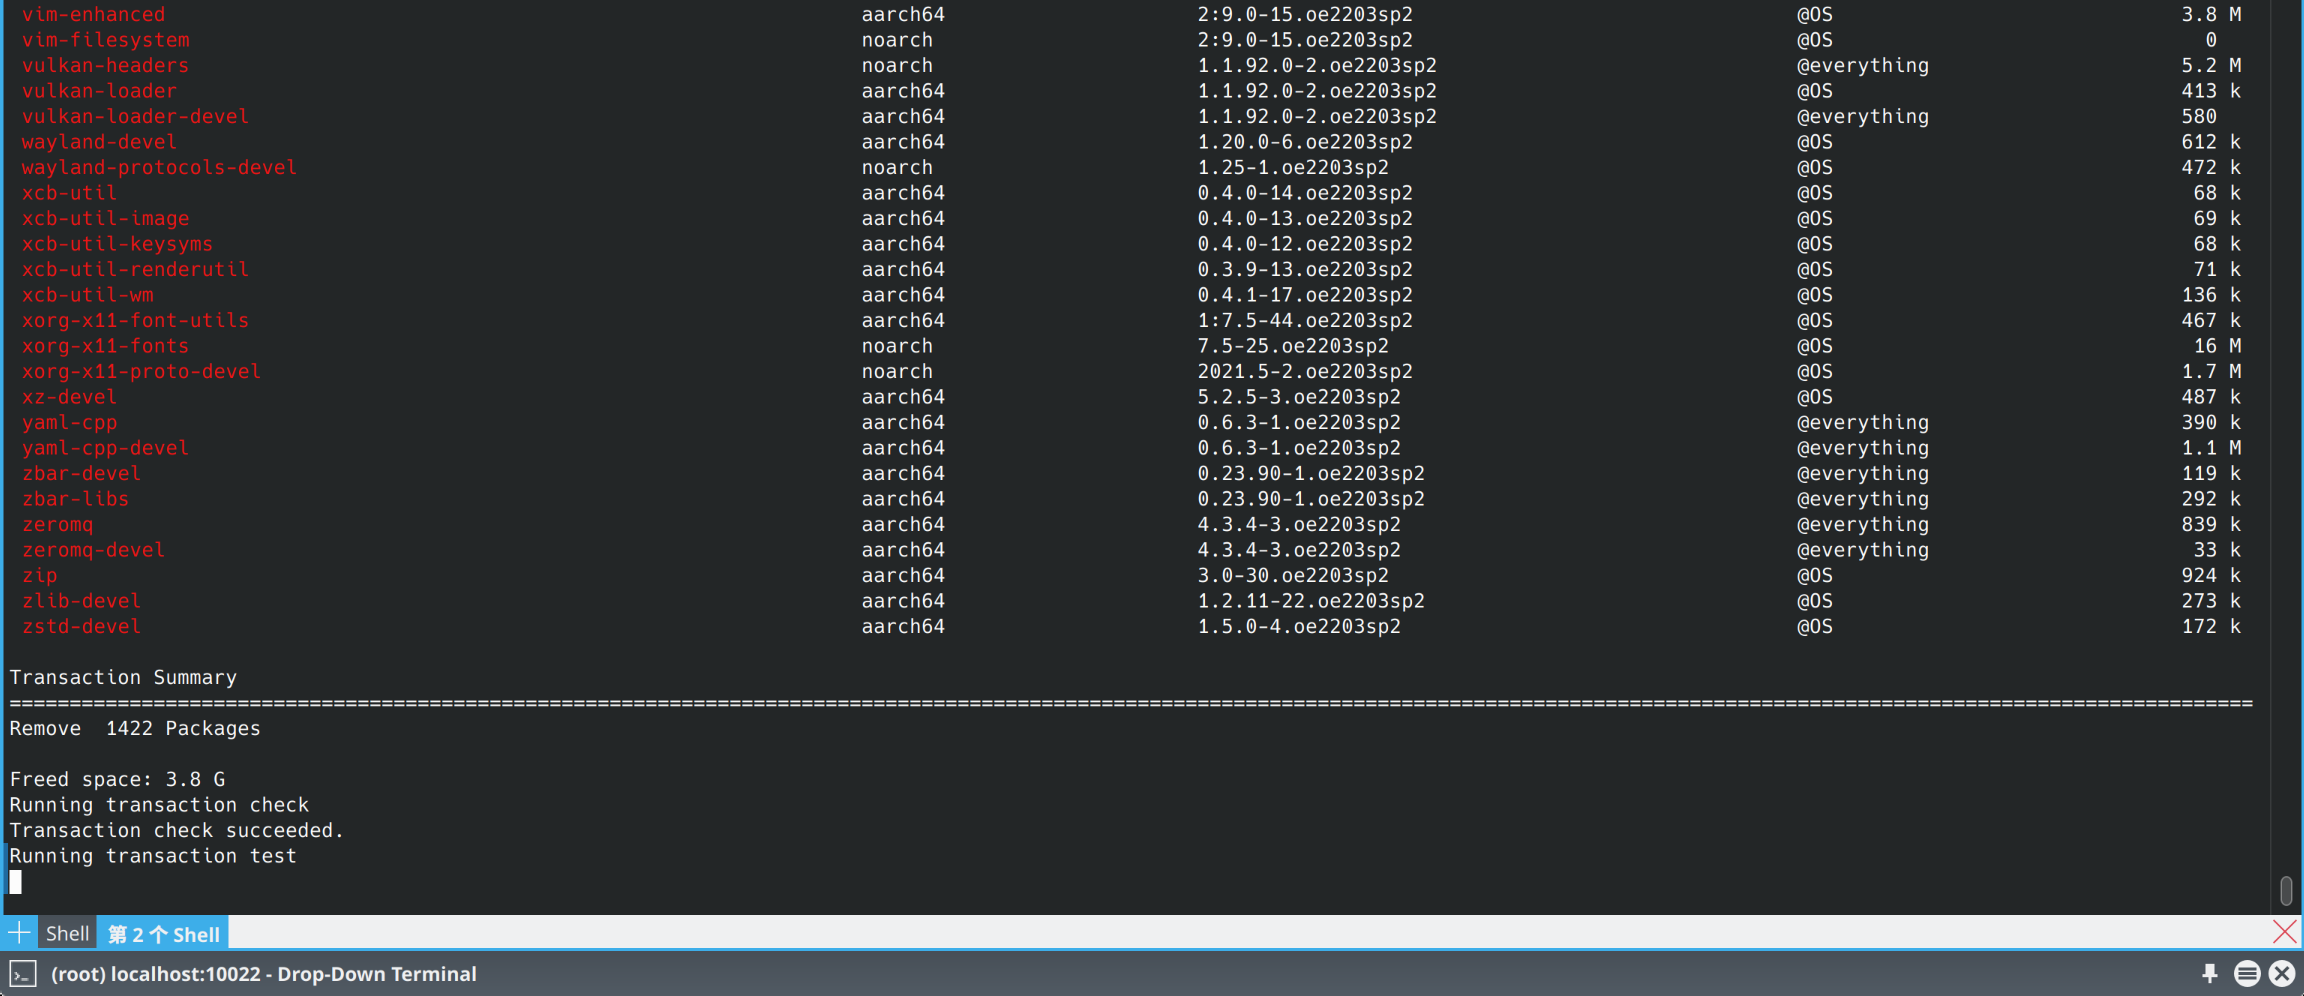 vim-enhanced aarch64 2:9.0-15.oe2203sp2 @OS 3.8 M
vim-filesystem noarch 2:9.0-15.oe2203sp2 @OS 0
vulkan-headers noarch 1.1.92.0-2.oe2203sp2 @everything 5.2 M
vulkan-loader aarch64 1.1.92.0-2.oe2203sp2 @OS 413 k
vulkan-loader-devel aarch64 1.1.92.0-2.oe2203sp2 @everything 580
wayland-devel aarch64 1.20.0-6.oe2203sp2 @OS 612 k
wayland-protocols-devel noarch 1.25-1.oe2203sp2 @OS 472 k
xcb-util aarch64 0.4.0-14.oe2203sp2 @OS 68 k
xcb-util-image aarch64 0.4.0-13.oe2203sp2 @OS 69 k
xcb-util-keysyms aarch64 0.4.0-12.oe2203sp2 @OS 68 k
xcb-util-renderutil aarch64 0.3.9-13.oe2203sp2 @OS 71 k
xcb-util-wm aarch64 0.4.1-17.oe2203sp2 @OS 136 k
xorg-x11-font-utils aarch64 1:7.5-44.oe2203sp2 @OS 467 k
xorg-x11-fonts noarch 7.5-25.oe2203sp2 @OS 16 M
xorg-x11-proto-devel noarch 2021.5-2.oe2203sp2 @OS 1.7 M
xz-devel aarch64 5.2.5-3.oe2203sp2 @OS 487 k
yaml-cpp aarch64 0.6.3-1.oe2203sp2 @everything 390 k
yaml-cpp-devel aarch64 0.6.3-1.oe2203sp2 @everything 1.1 M
zbar-devel aarch64 0.23.90-1.oe2203sp2 @everything 119 k
zbar-libs aarch64 0.23.90-1.oe2203sp2 @everything 292 k
zeromq aarch64 4.3.4-3.oe2203sp2 @everything 839 k
zeromq-devel aarch64 4.3.4-3.oe2203sp2 @everything 33 k
zip aarch64 3.0-30.oe2203sp2 @OS 924 k
zlib-devel aarch64 1.2.11-22.oe2203sp2 @OS 273 k
zstd-devel aarch64 1.5.0-4.oe2203sp2 @OS 172 k
Transaction Summary
================================================================================
Remove 1422 Packages
Freed space: 3.8 G
Running transaction check
Transaction check succeeded.
Running transaction test
Shell 第 2 个 Shell
(root) localhost:10022 - Drop-Down Terminal